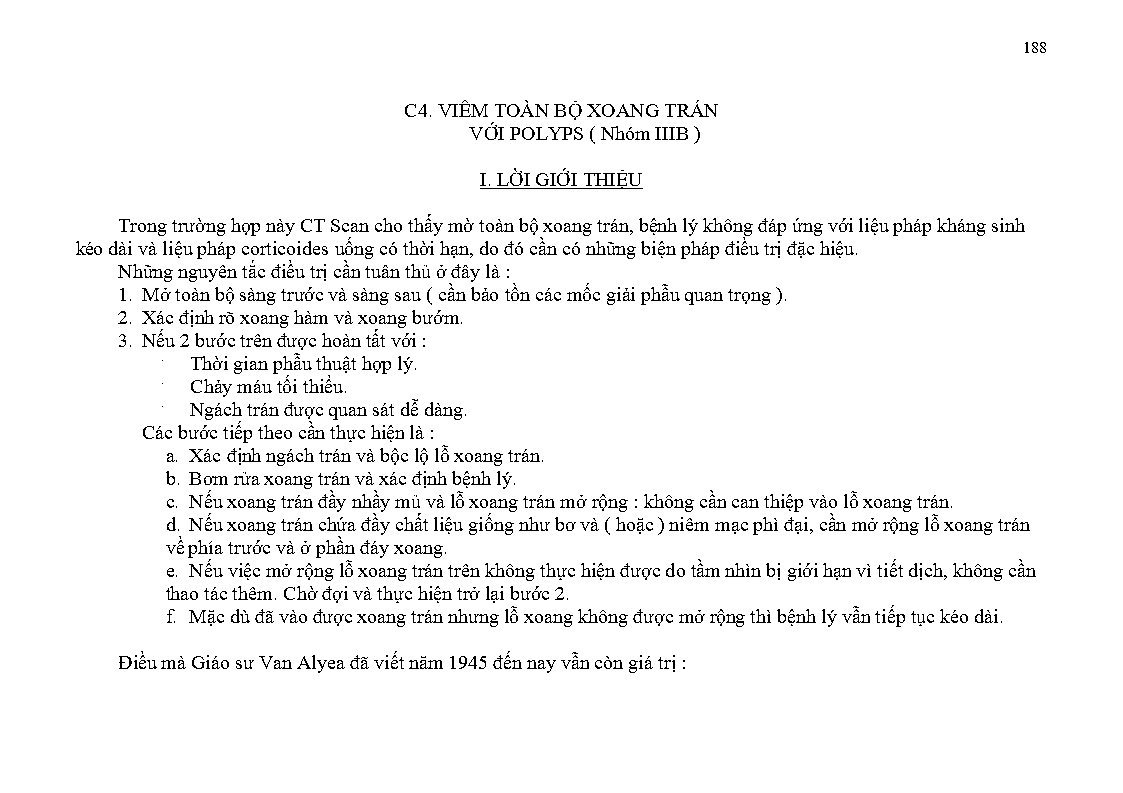 188
C4. VIÊM TOÀN BỘ XOANG TRÁN
VỚI POLYPS ( Nhóm IIIB )
I. LỜI GIỚI THIỆU
Trong trường hợp này CT Scan cho thấy mờ toàn bộ xoang trán, bệnh lý không đáp ứng với liệu pháp kháng sinh
kéo dài và liệu pháp corticoides uống có thời hạn, do đó cần có những biện pháp điều trị đặc hiệu.
Những nguyên tắc điều trị cần tuân thủ ở đây là :
1. Mở toàn bộ sàng trước và sàng sau ( cần bảo tồn các mốc giải phẫu quan trọng ).
2. Xác định rõ xoang hàm và xoang bướm.
3. Nếu 2 bước trên được hoàn tất với :
· Thời gian phẫu thuật hợp lý.
· Chảy máu tối thiểu.
· Ngách trán được quan sát dễ dàng.
Các bước tiếp theo cần thực hiện là :
a. Xác định ngách trán và bộc lộ lỗ xoang trán.
b. Bơm rửa xoang trán và xác định bệnh lý.
c. Nếu xoang trán đầy nhầy mủ và lỗ xoang trán mở rộng : không cần can thiệp vào lỗ xoang trán.
d. Nếu xoang trán chứa đầy chất liệu giống như bơ và ( hoặc ) niêm mạc phì đại, cần mở rộng lỗ xoang trán
về phía trước và ở phần đáy xoang.
e. Nếu việc mở rộng lỗ xoang trán trên không thực hiện được do tầm nhìn bị giới hạn vì tiết dịch, không cần
thao tác thêm. Chờ đợi và thực hiện trở lại bước 2.
f. Mặc dù đã vào được xoang trán nhưng lỗ xoang không được mở rộng thì bệnh lý vẫn tiếp tục kéo dài.
Điều mà Giáo sư Van Alyea đã viết năm 1945 đến nay vẫn còn giá trị :